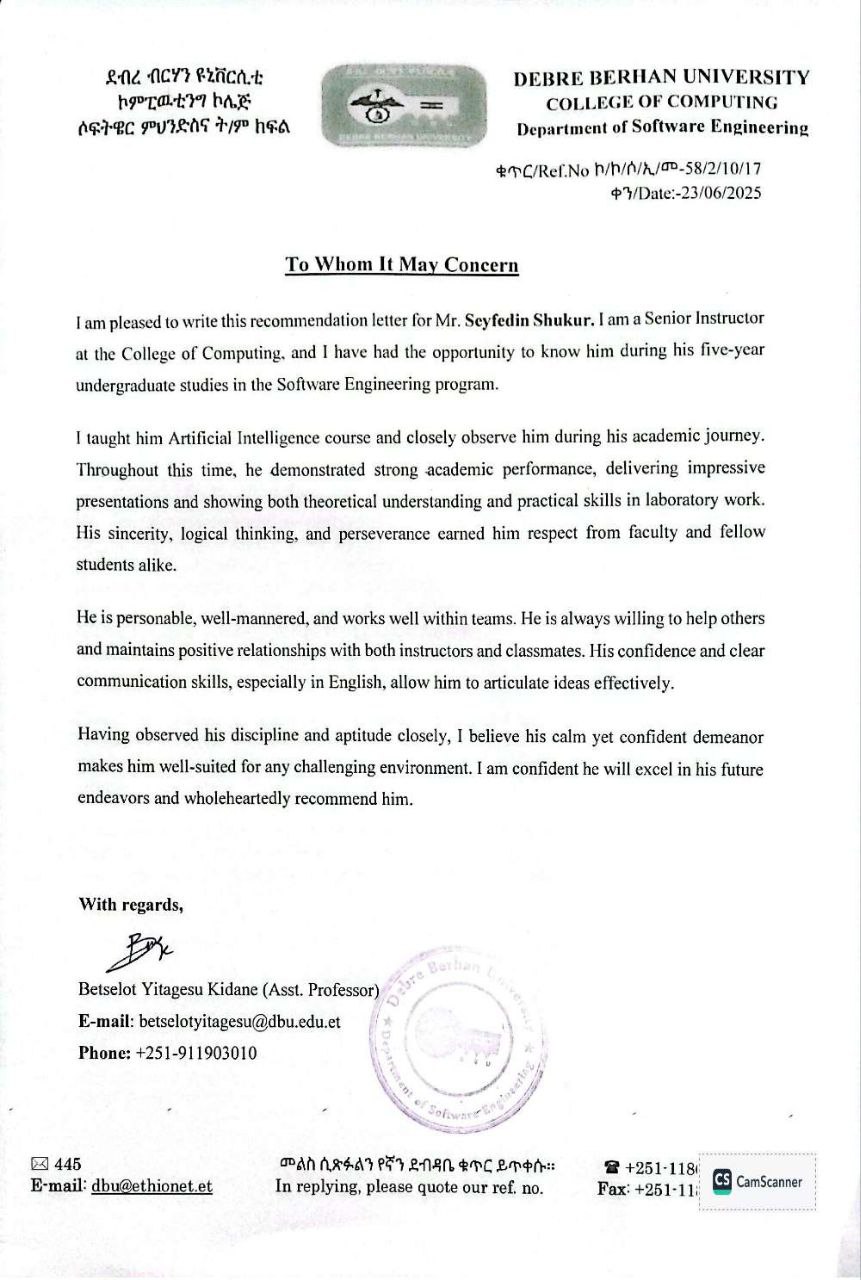 ደብረ ብርሃን ዩኒቨርሲቲ
ኮምፒዉቲንግ ኮሌጅ
ሶፍትዌር ምህንድስና ት/ም ክፍል
DEBRE BERHAN UNIVERSITY
DEBRE BERHAN UNIVERSITY
COLLEGE OF COMPUTING
Department of Software Engineering
ቁጥር/Ref.No ኮ/ኮ/ሶ/ኢ/መ-58/2/10/17
ቀን/Date:-23/06/2025
To Whom It May Concern
I am pleased to write this recommendation letter for Mr. Seyfedin Shukur. I am a Senior Instructor
at the College of Computing, and I have had the opportunity to know him during his five-year
undergraduate studies in the Software Engineering program.
I taught him Artificial Intelligence course and closely observe him during his academic journey.
Throughout this time, he demonstrated strong academic performance, delivering impressive
presentations and showing both theoretical understanding and practical skills in laboratory work.
His sincerity, logical thinking, and perseverance earned him respect from faculty and fellow
students alike.
He is personable, well-mannered, and works well within teams. He is always willing to help others
and maintains positive relationships with both instructors and classmates. His confidence and clear
communication skills, especially in English, allow him to articulate ideas effectively.
Having observed his discipline and aptitude closely, I believe his calm yet confident demeanor
makes him well-suited for any challenging environment. I am confident he will excel in his future
endeavors and wholeheartedly recommend him.
With regards,
Betselot Yitagesu Kidane (Asst. Professor)
E-mail: betselotyitagesu@dbu.edu.et
Phone: +251-911903010
Debre Berhan University
Department of Software Engineering
445
E-mail: dbu@ethionet.et
መልስ ሲጽፉልን የኛን ደብዳቤ ቁጥር ይጥቀሱ፡፡
In replying, please quote our ref. no.
+251-118
Fax: +251-11
CS CamScanner